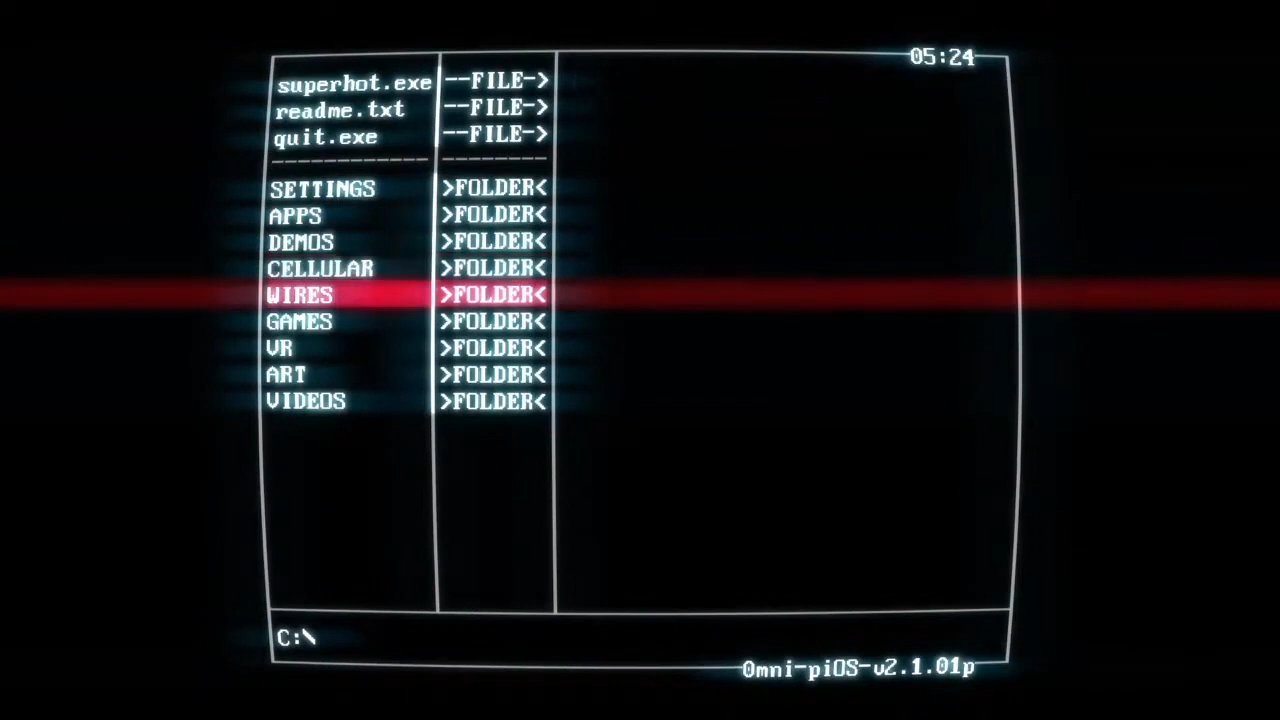 05:24
superhot.exe --FILE->
readme.txt --FILE->
quit.exe --FILE->
------------ --------
SETTINGS >FOLDER<
APPS >FOLDER<
DEMOS >FOLDER<
CELLULAR >FOLDER<
WIRES >FOLDER<
GAMES >FOLDER<
VR >FOLDER<
ART >FOLDER<
VIDEOS >FOLDER<
C:\
Omni-piOS-v2.1.01p